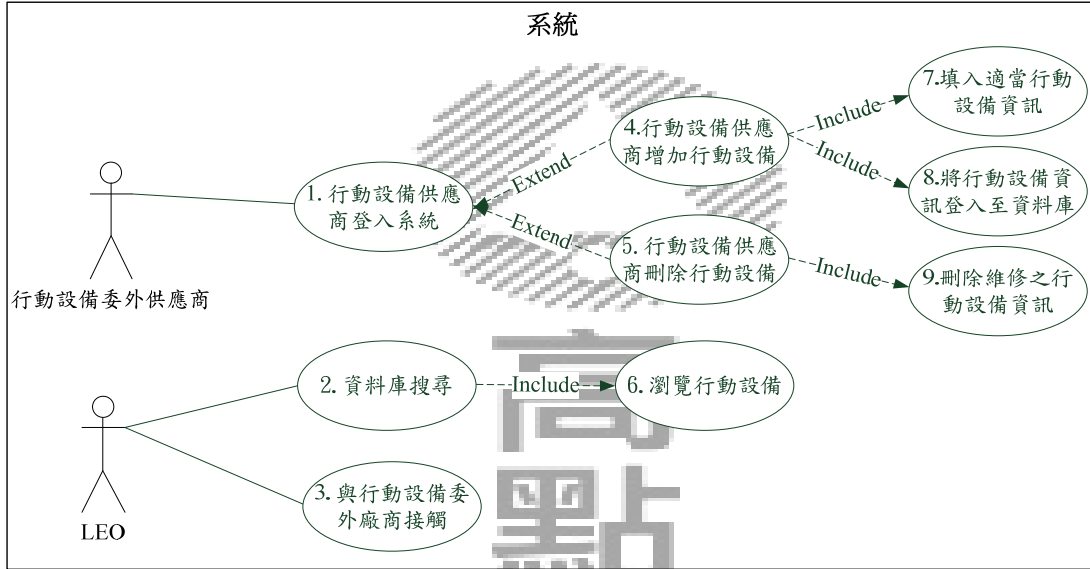 系統
7.填入適當行動
設備資訊
Include
4.行動設備供應
商增加行動設備
Include
8.將行動設備資
訊登入至資料庫
Extend
1. 行動設備供應
商登入系統
Extend
5. 行動設備供應
商刪除行動設備
Include
9.刪除維修之行
動設備資訊
行動設備委外供應商
2. 資料庫搜尋
Include
6. 瀏覽行動設備
3. 與行動設備委
外廠商接觸
LEO
高
點